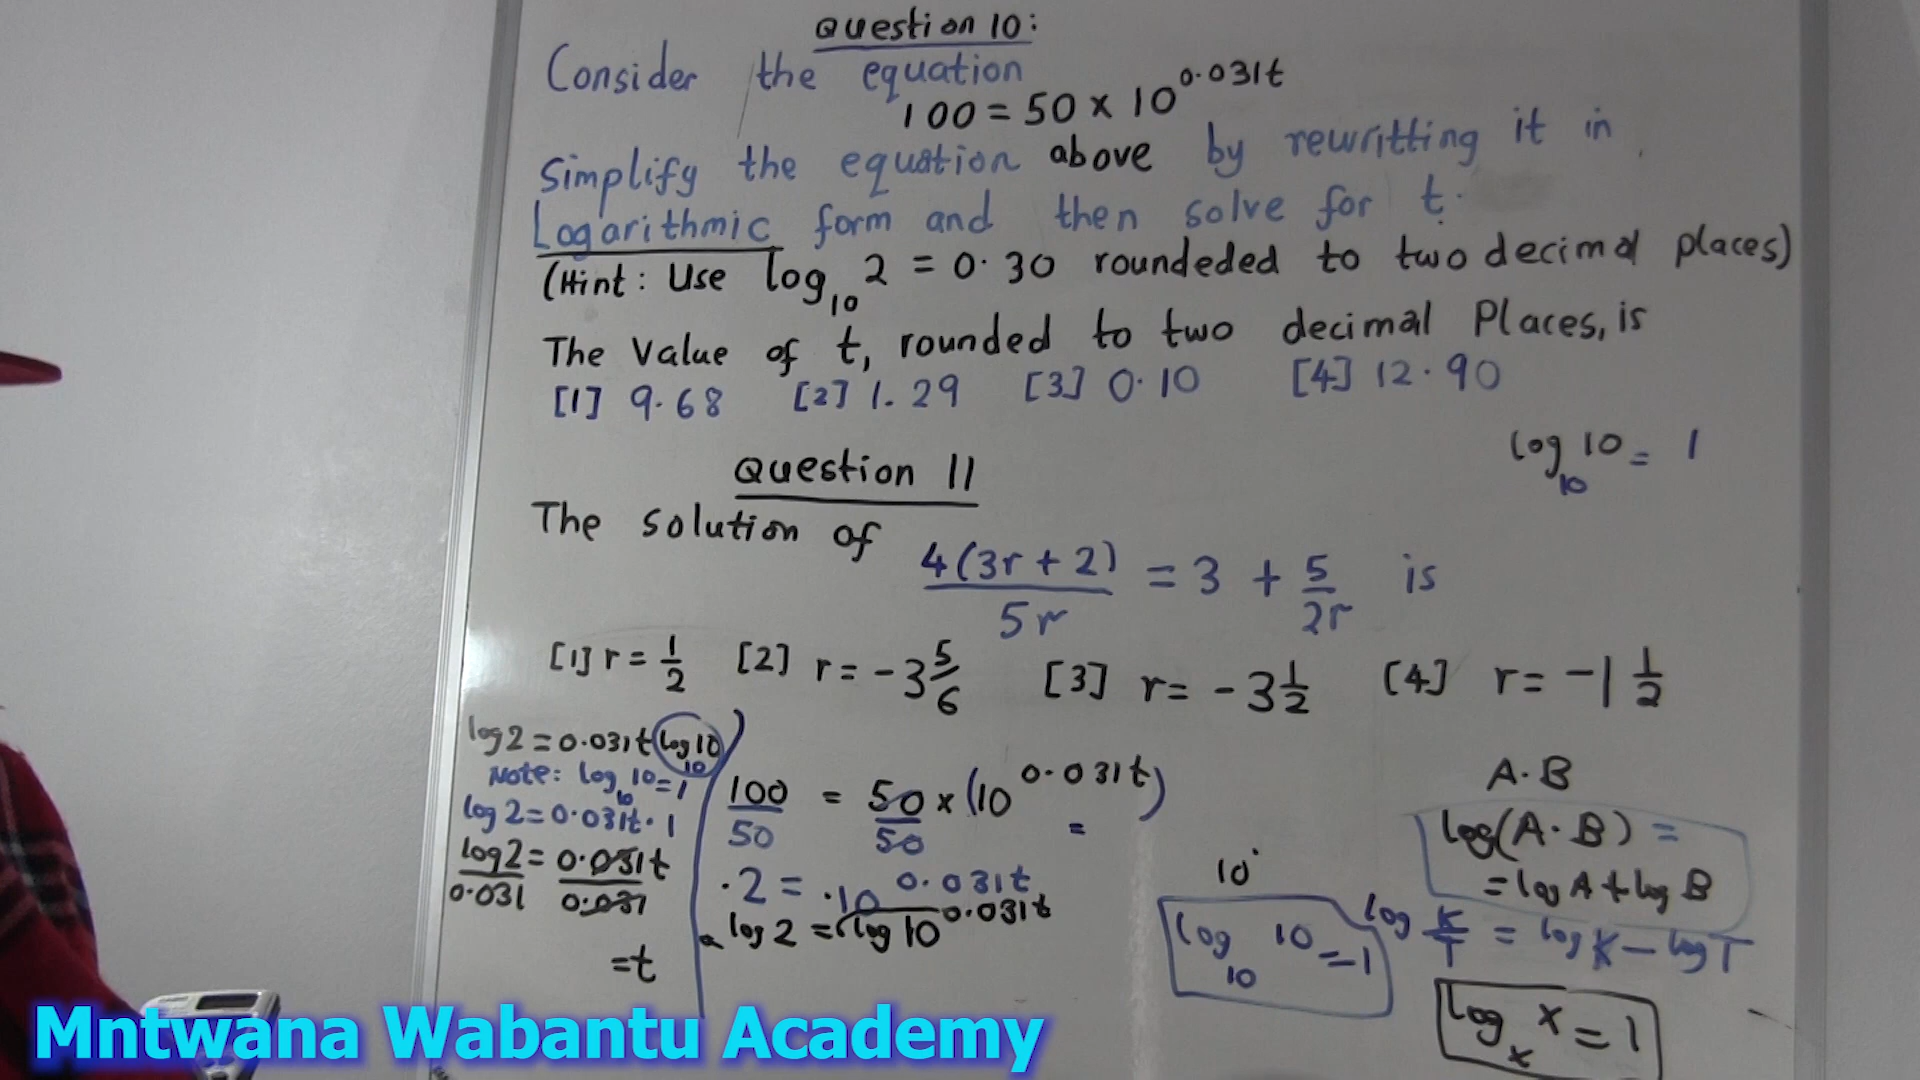 Question 10:
Consider the equation
100 = 50 × 10^0.031t
Simplify the equation above by rewritting it in
Logarithmic form and then solve for t.
(Hint: Use log₁₀ 2 = 0.30 roundeded to two decimal places)
The Value of t, rounded to two decimal Places, is
[1] 9.68 [2] 1.29 [3] 0.10 [4] 12.90
log₁₀ 10 = 1
Question 11
The Solution of 4(3r + 2)/5r = 3 + 5/2r is
[1] r = 1/2 [2] r = -3 5/6 [3] r = -3 1/2 [4] r = -1 1/2
log 2 = 0.031t log₁₀ 10
Note: log₁₀ 10 = 1
log 2 = 0.031t · 1
log 2/0.031 = 0.031t/0.031
= t
100/50 = 50/50 × (10^0.031t)
=
· 2 = · 10^0.031t
log 2 = log 10^0.031t
10
log₁₀ 10 = 1
A·B
log(A·B) =
= log A + log B
log K/T = log K − log T
logₓ x = 1
Mntwana Wabantu Academy